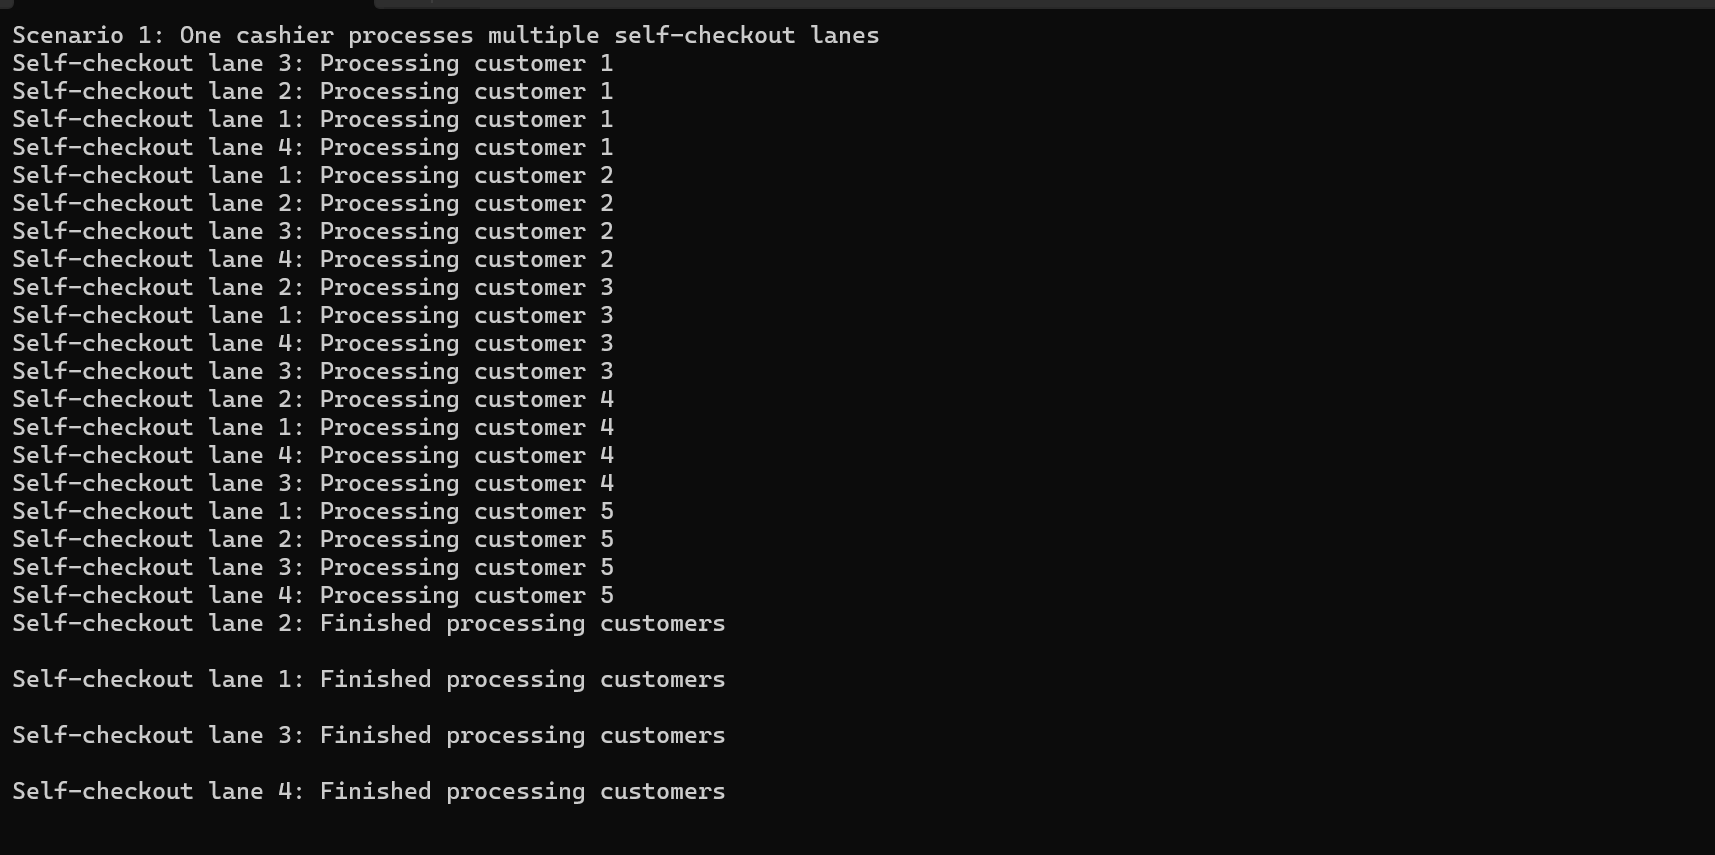 Scenario 1: One cashier processes multiple self-checkout lanes
Self-checkout lane 3: Processing customer 1
Self-checkout lane 2: Processing customer 1
Self-checkout lane 1: Processing customer 1
Self-checkout lane 4: Processing customer 1
Self-checkout lane 1: Processing customer 2
Self-checkout lane 2: Processing customer 2
Self-checkout lane 3: Processing customer 2
Self-checkout lane 4: Processing customer 2
Self-checkout lane 2: Processing customer 3
Self-checkout lane 1: Processing customer 3
Self-checkout lane 4: Processing customer 3
Self-checkout lane 3: Processing customer 3
Self-checkout lane 2: Processing customer 4
Self-checkout lane 1: Processing customer 4
Self-checkout lane 4: Processing customer 4
Self-checkout lane 3: Processing customer 4
Self-checkout lane 1: Processing customer 5
Self-checkout lane 2: Processing customer 5
Self-checkout lane 3: Processing customer 5
Self-checkout lane 4: Processing customer 5
Self-checkout lane 2: Finished processing customers
Self-checkout lane 1: Finished processing customers
Self-checkout lane 3: Finished processing customers
Self-checkout lane 4: Finished processing customers